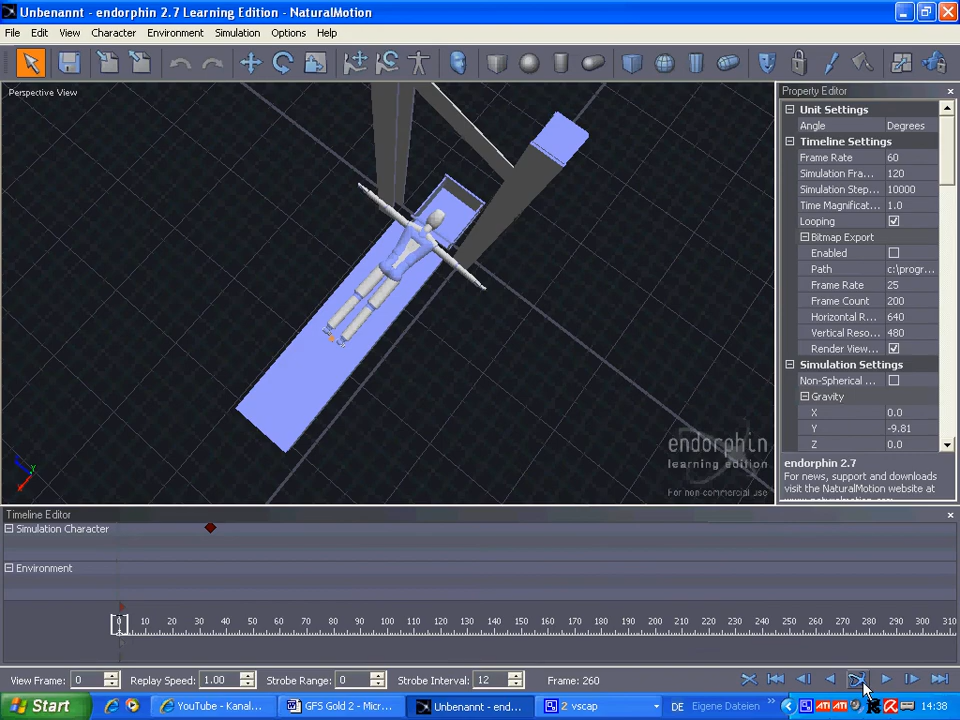 Unbenannt - endorphin 2.7 Learning Edition - NaturalMotion
File Edit View Character Environment Simulation Options Help
Perspective View
endorphin
learning edition
For non-commercial use
Property Editor
Unit Settings
Angle Degrees
Timeline Settings
Frame Rate 60
Simulation Fra... 120
Simulation Step... 10000
Time Magnificat... 1.0
Looping
Bitmap Export
Enabled
Path c:\progr...
Frame Rate 25
Frame Count 200
Horizontal R... 640
Vertical Reso... 480
Render View...
Simulation Settings
Non-Spherical ...
Gravity
X 0.0
Y -9.81
Z 0.0
endorphin 2.7
For news, support and downloads
visit the NaturalMotion website at
Timeline Editor
Simulation Character
Environment
0 10 20 30 40 50 60 70 80 90 100 110 120 130 140 150 160 170 180 190 200 210 220 230 240 250 260 270 280 290 300 310
View Frame: 0 Replay Speed: 1.00 Strobe Range: 0 Strobe Interval: 12 Frame: 260
Start YouTube - Kanal... GFS Gold 2 - Micr... Unbenannt - end... 2 vscap DE Eigene Dateien » 14:38